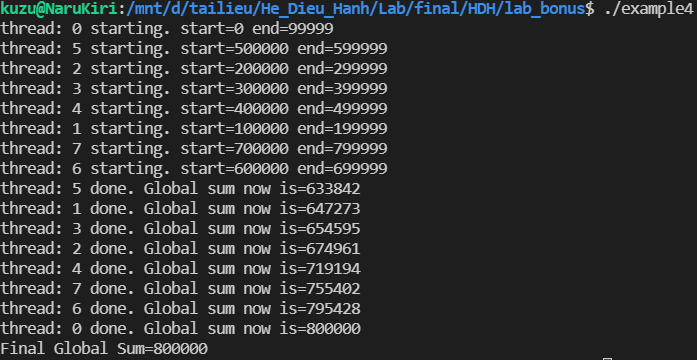 kuzu@NaruKiri:/mnt/d/tailieu/He_Dieu_Hanh/Lab/final/HDH/lab_bonus$ ./example4
thread: 0 starting. start=0 end=99999
thread: 5 starting. start=500000 end=599999
thread: 2 starting. start=200000 end=299999
thread: 3 starting. start=300000 end=399999
thread: 4 starting. start=400000 end=499999
thread: 1 starting. start=100000 end=199999
thread: 7 starting. start=700000 end=799999
thread: 6 starting. start=600000 end=699999
thread: 5 done. Global sum now is=633842
thread: 1 done. Global sum now is=647273
thread: 3 done. Global sum now is=654595
thread: 2 done. Global sum now is=674961
thread: 4 done. Global sum now is=719194
thread: 7 done. Global sum now is=755402
thread: 6 done. Global sum now is=795428
thread: 0 done. Global sum now is=800000
Final Global Sum=800000